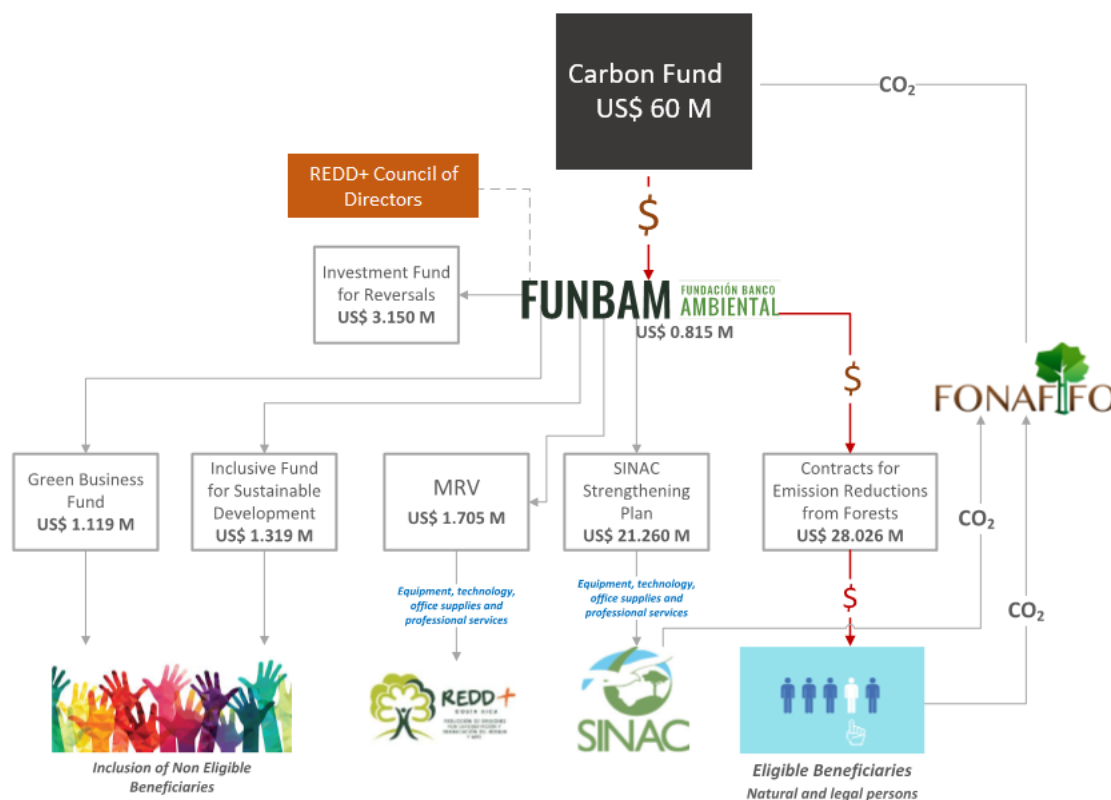 Carbon Fund
US$ 60 M
CO₂
REDD+ Council of
Directors
$
Investment Fund
for Reversals
US$ 3.150 M
FUNBAM
FUNDACIÓN BANCO
AMBIENTAL
US$ 0.815 M
$
FONAFIFO
Green Business
Fund
US$ 1.119 M
Inclusive Fund
for Sustainable
Development
US$ 1.319 M
MRV
US$ 1.705 M
SINAC
Strengthening
Plan
US$ 21.260 M
Contracts for
Emission Reductions
from Forests
US$ 28.026 M
CO₂
Equipment, technology,
office supplies and
professional services
Equipment, technology,
office supplies and
professional services
$
CO₂
REDD+
COSTA RICA
SINAC
Inclusion of Non Eligible
Beneficiaries
Eligible Beneficiaries
Natural and legal persons